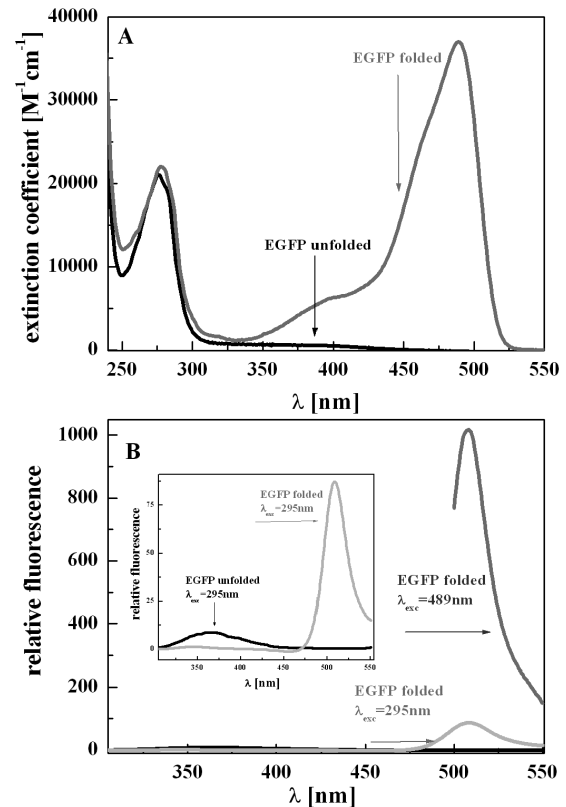 A
extinction coefficient [M⁻¹cm⁻¹]
40000
30000
20000
10000
0
EGFP folded
EGFP unfolded
250 300 350 400 450 500 550
λ [nm]
B
relative fluorescence
1000
800
600
400
200
0
relative fluorescence
75
50
25
0
EGFP folded
λexc=295nm
EGFP unfolded
λexc=295nm
350 400 450 500 550
λ [nm]
EGFP folded
λexc=489nm
EGFP folded
λexc=295nm
350 400 450 500 550
λ [nm]